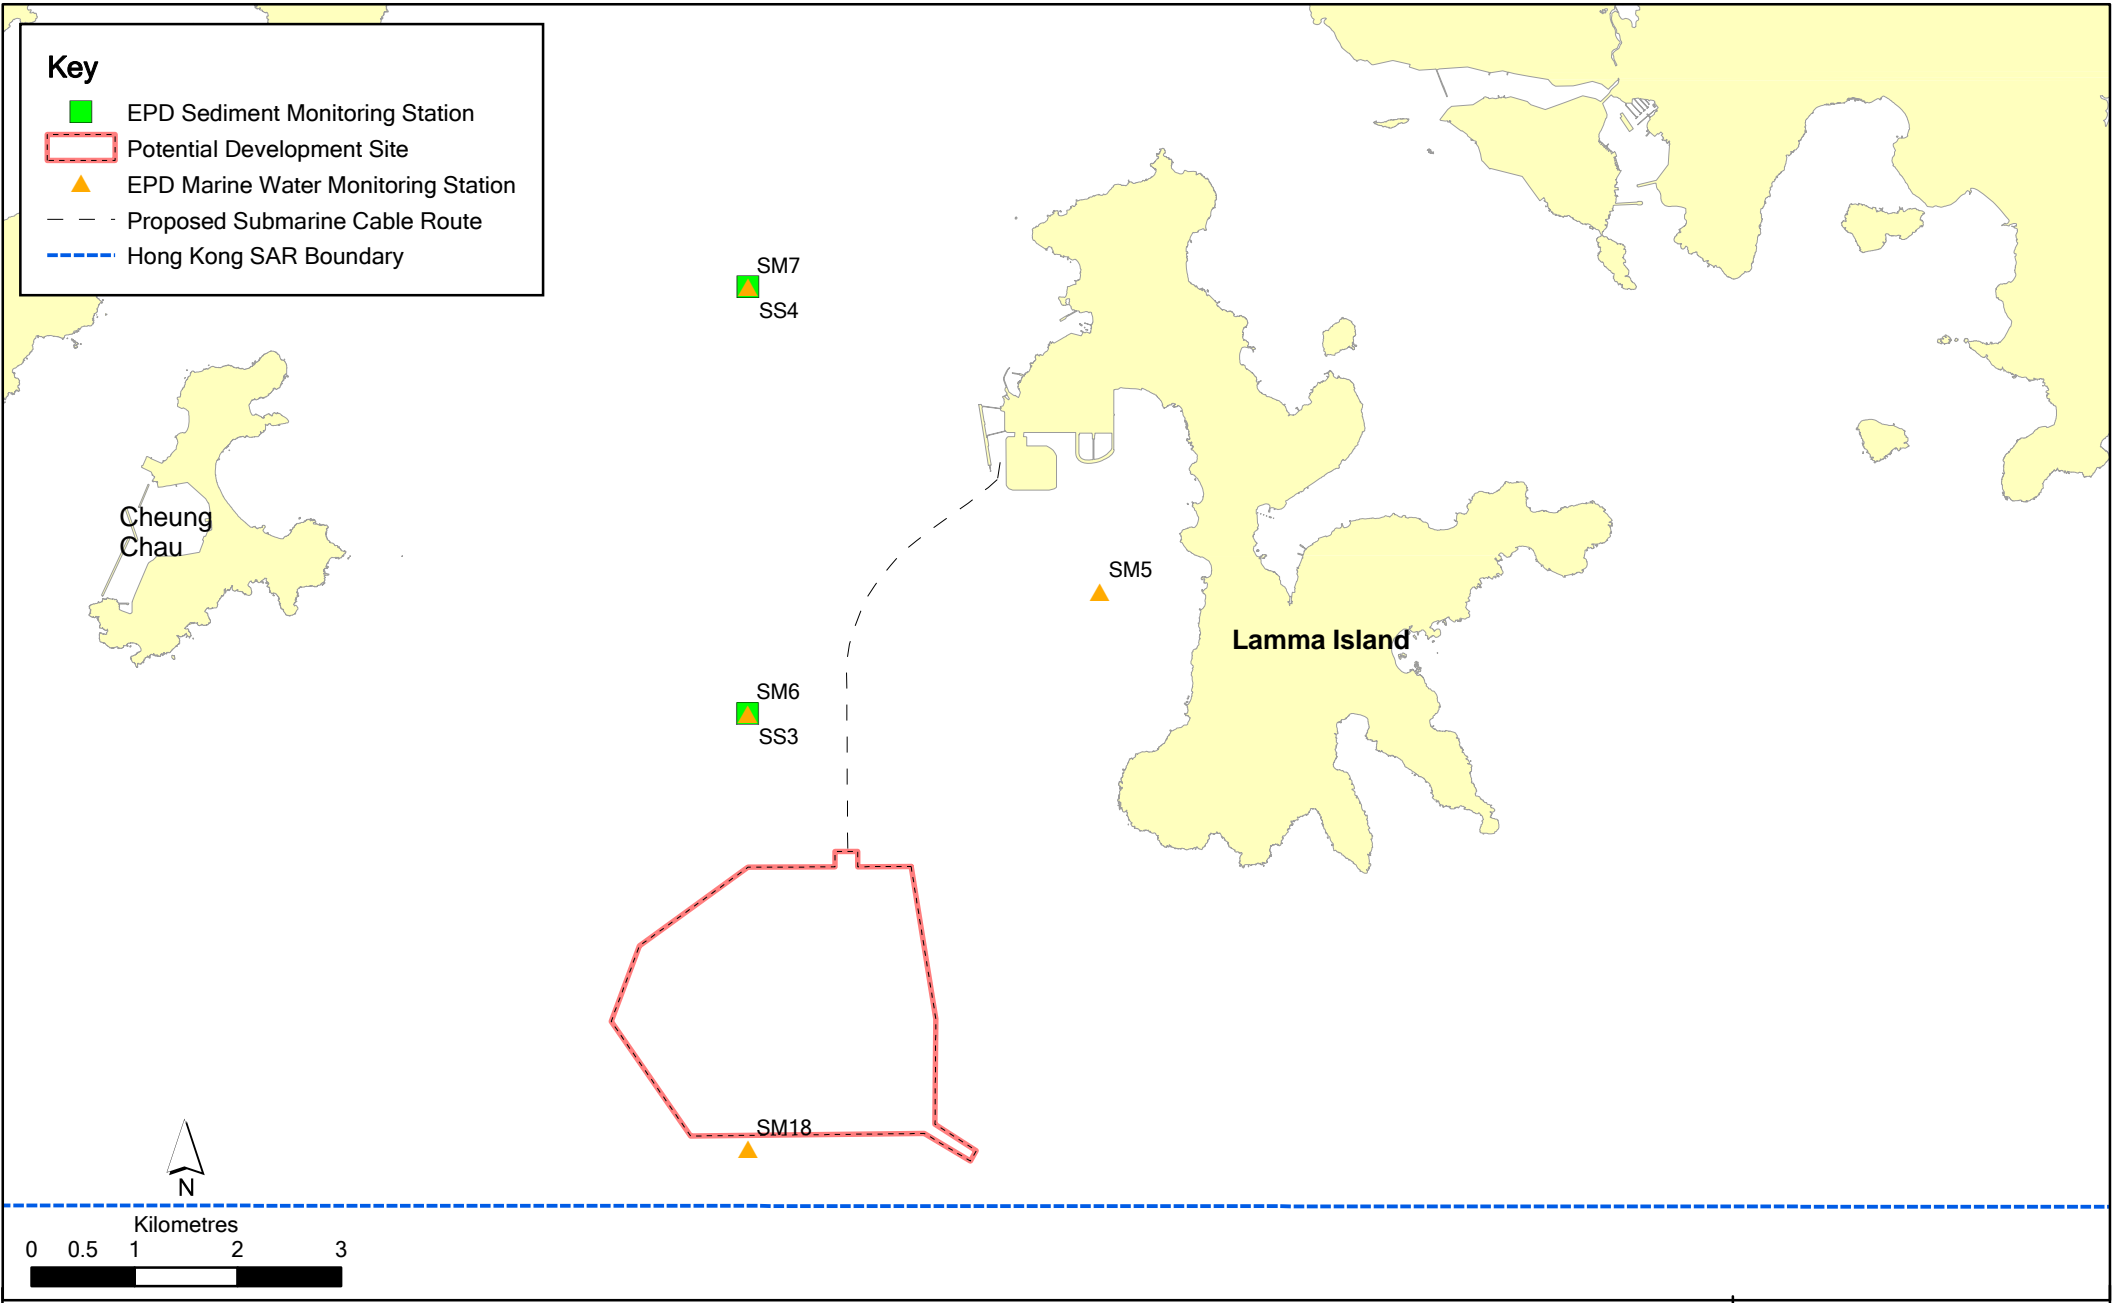 Key
EPD Sediment Monitoring Station
Potential Development Site
EPD Marine Water Monitoring Station
Proposed Submarine Cable Route
Hong Kong SAR Boundary
SM7
SS4
Cheung
Chau
SM5
Lamma Island
SM6
SS3
SM18
N
Kilometres
0 0.5 1 2 3